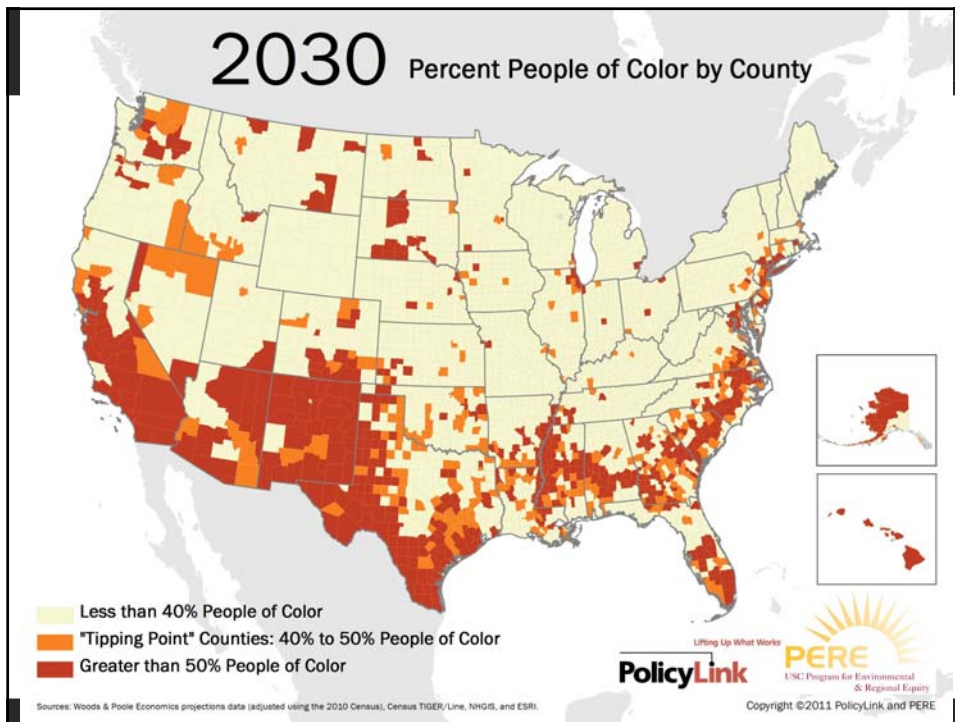 2030 Percent People of Color by County
Less than 40% People of Color
"Tipping Point" Counties: 40% to 50% People of Color
Greater than 50% People of Color
Lifting Up What Works
PolicyLink
PERE
USC Program for Environmental
& Regional Equity
Sources: Woods & Poole Economics projections data (adjusted using the 2010 Census), Census TIGER/Line, NHGIS, and ESRI.
Copyright ©2011 PolicyLink and PERE